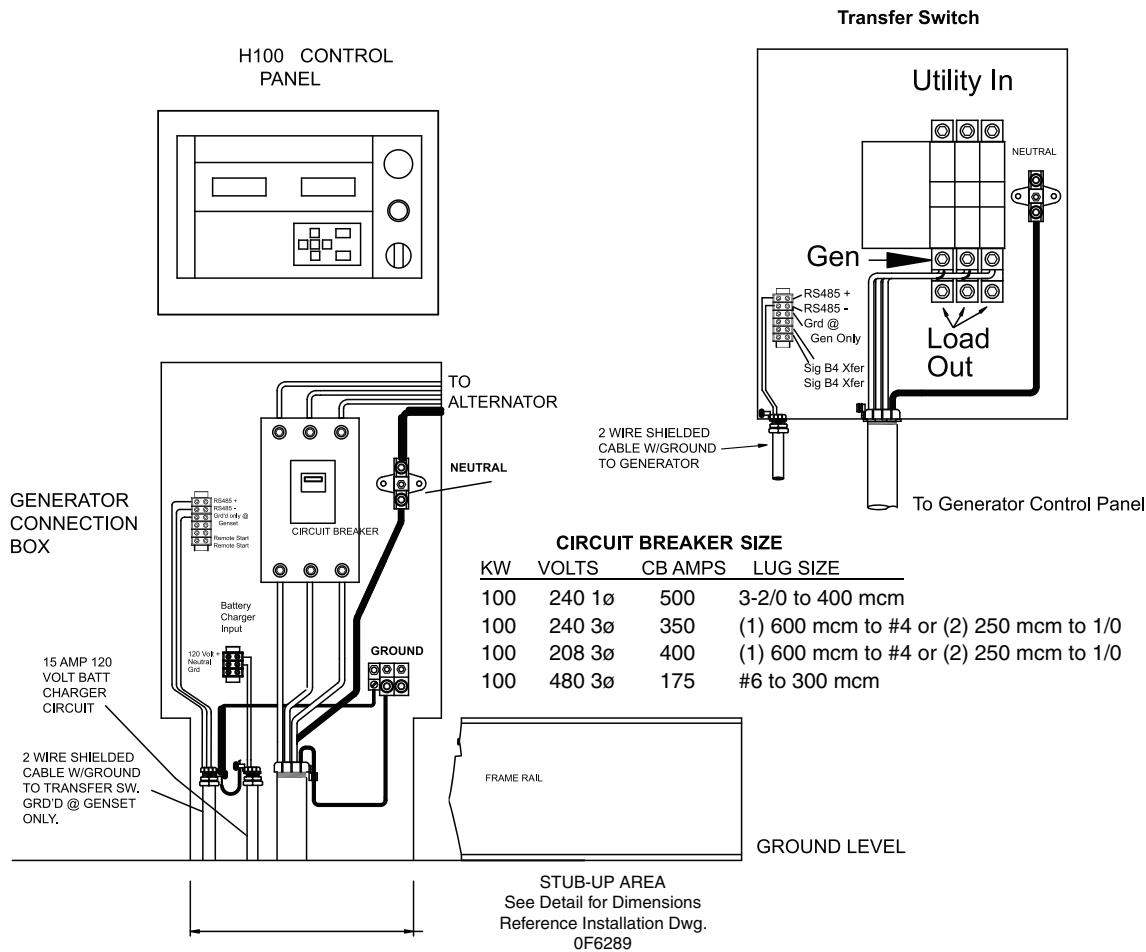 Transfer Switch
H100 CONTROL
PANEL
Utility In
NEUTRAL
Gen
RS485 +
RS485 -
Grd @
Gen Only
Sig B4 Xfer
Sig B4 Xfer
Load
Out
2 WIRE SHIELDED
CABLE W/GROUND
TO GENERATOR
To Generator Control Panel
TO
ALTERNATOR
NEUTRAL
GENERATOR
CONNECTION
BOX
RS485 +
RS485 -
Grd'd only @
Genset
Remote Start
Remote Start
CIRCUIT BREAKER
Battery
Charger
Input
120 Volt +
Neutral
Grd
GROUND
15 AMP 120
VOLT BATT
CHARGER
CIRCUIT
2 WIRE SHIELDED
CABLE W/GROUND
TO TRANSFER SW.
GRD'D @ GENSET
ONLY.
CIRCUIT BREAKER SIZE
KW VOLTS CB AMPS LUG SIZE
100 240 1ø 500 3-2/0 to 400 mcm
100 240 3ø 350 (1) 600 mcm to #4 or (2) 250 mcm to 1/0
100 208 3ø 400 (1) 600 mcm to #4 or (2) 250 mcm to 1/0
100 480 3ø 175 #6 to 300 mcm
FRAME RAIL
GROUND LEVEL
STUB-UP AREA
See Detail for Dimensions
Reference Installation Dwg.
0F6289